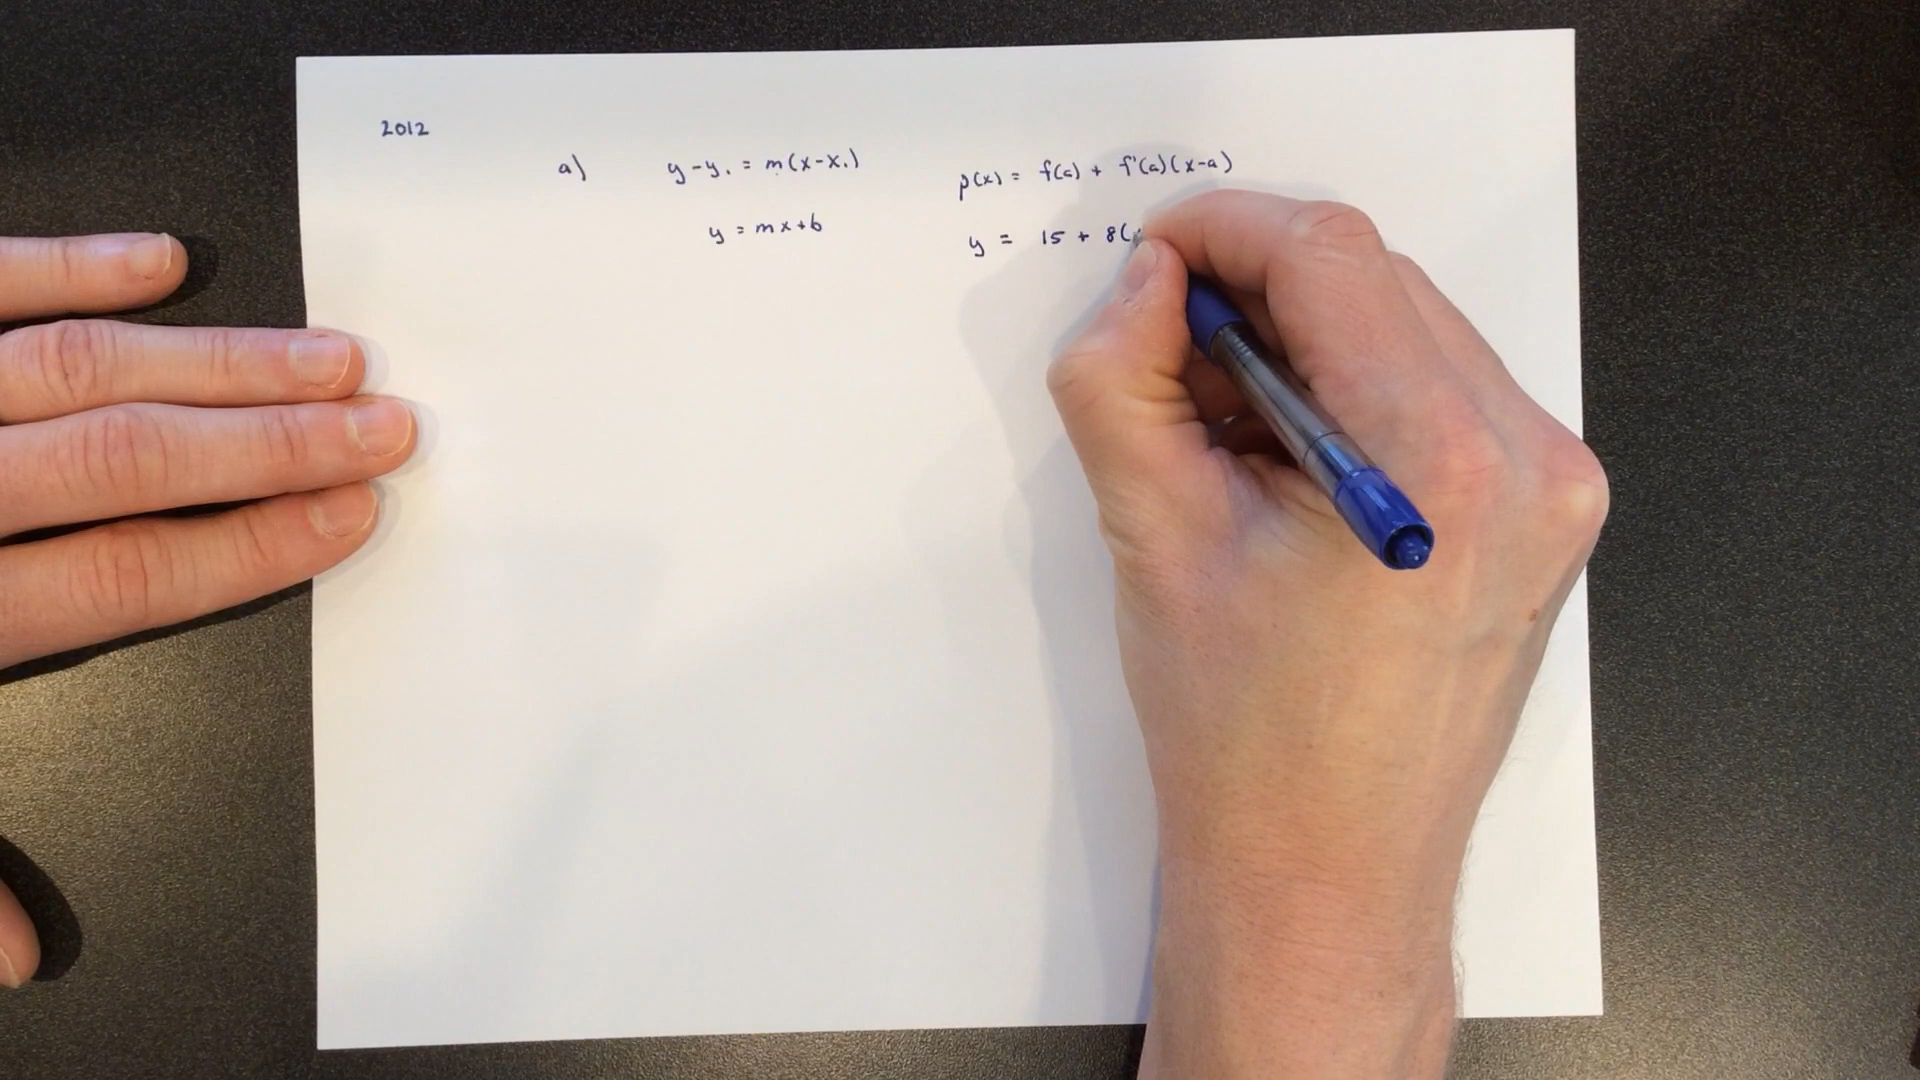 2012
a) y-y₁ = m(x-x₁) p(x) = f(a) + f'(a)(x-a)
y = mx+b y = 15 + 8(